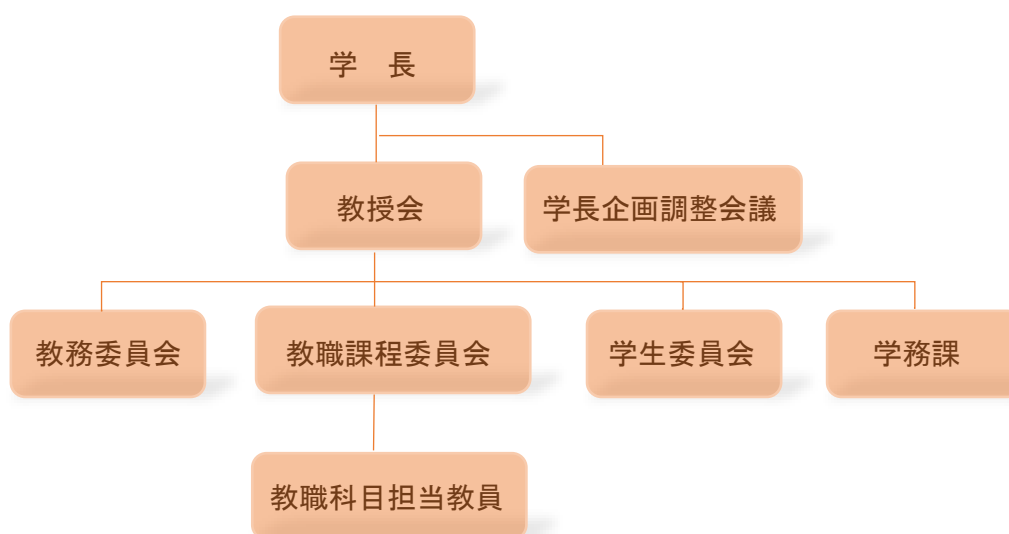 学　長
教授会
学長企画調整会議
教務委員会
教職課程委員会
学生委員会
学務課
教職科目担当教員